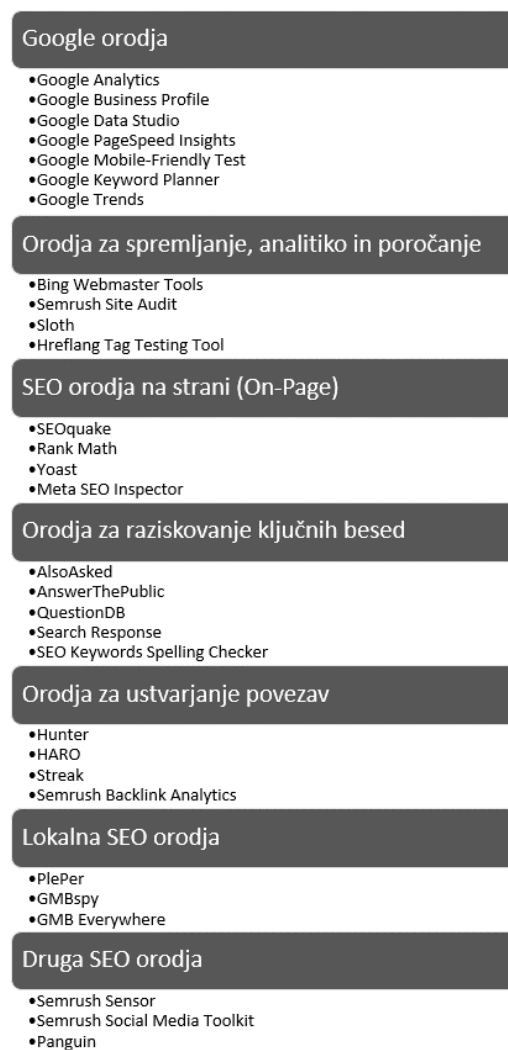 Google orodja
•Google Analytics
•Google Business Profile
•Google Data Studio
•Google PageSpeed Insights
•Google Mobile-Friendly Test
•Google Keyword Planner
•Google Trends
Orodja za spremljanje, analitiko in poročanje
•Bing Webmaster Tools
•Semrush Site Audit
•Sloth
•Hreflang Tag Testing Tool
SEO orodja na strani (On-Page)
•SEOquake
•Rank Math
•Yoast
•Meta SEO Inspector
Orodja za raziskovanje ključnih besed
•AlsoAsked
•AnswerThePublic
•QuestionDB
•Search Response
•SEO Keywords Spelling Checker
Orodja za ustvarjanje povezav
•Hunter
•HARO
•Streak
•Semrush Backlink Analytics
Lokalna SEO orodja
•PlePer
•GMBspy
•GMB Everywhere
Druga SEO orodja
•Semrush Sensor
•Semrush Social Media Toolkit
•Panguin